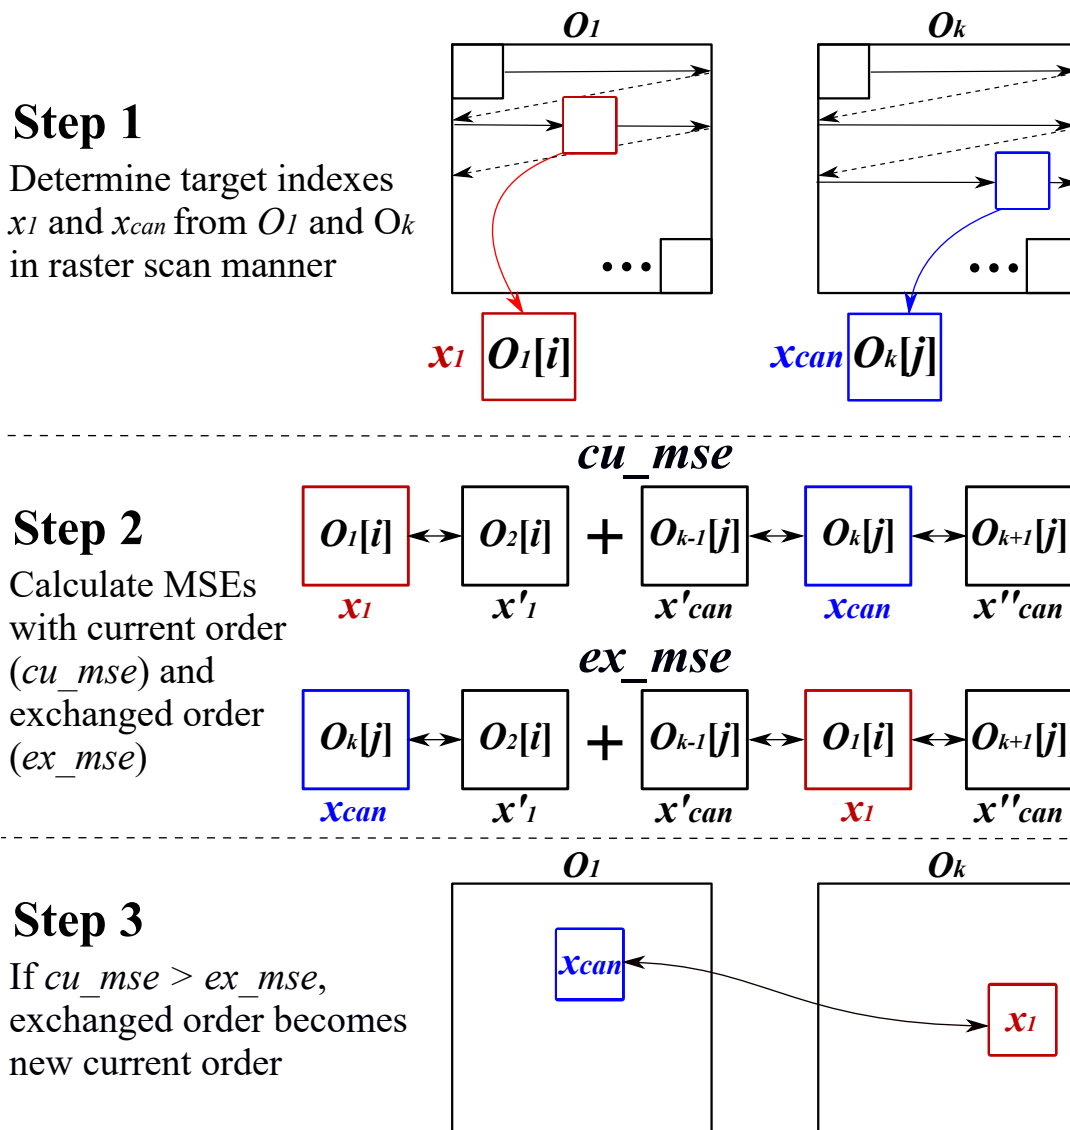 O1 Ok
Step 1
Determine target indexes
x1 and xcan from O1 and Ok
in raster scan manner
•••
•••
x1 O1[i]
xcan Ok[j]
cu_mse
Step 2
Calculate MSEs
with current order
(cu_mse) and
exchanged order
(ex_mse)
O1[i] O2[i] + Ok-1[j] Ok[j] Ok+1[j]
x1 x'1 x'can xcan x''can
ex_mse
Ok[j] O2[i] + Ok-1[j] O1[i] Ok+1[j]
xcan x'1 x'can x1 x''can
O1 Ok
Step 3
If cu_mse > ex_mse,
exchanged order becomes
new current order
xcan
x1